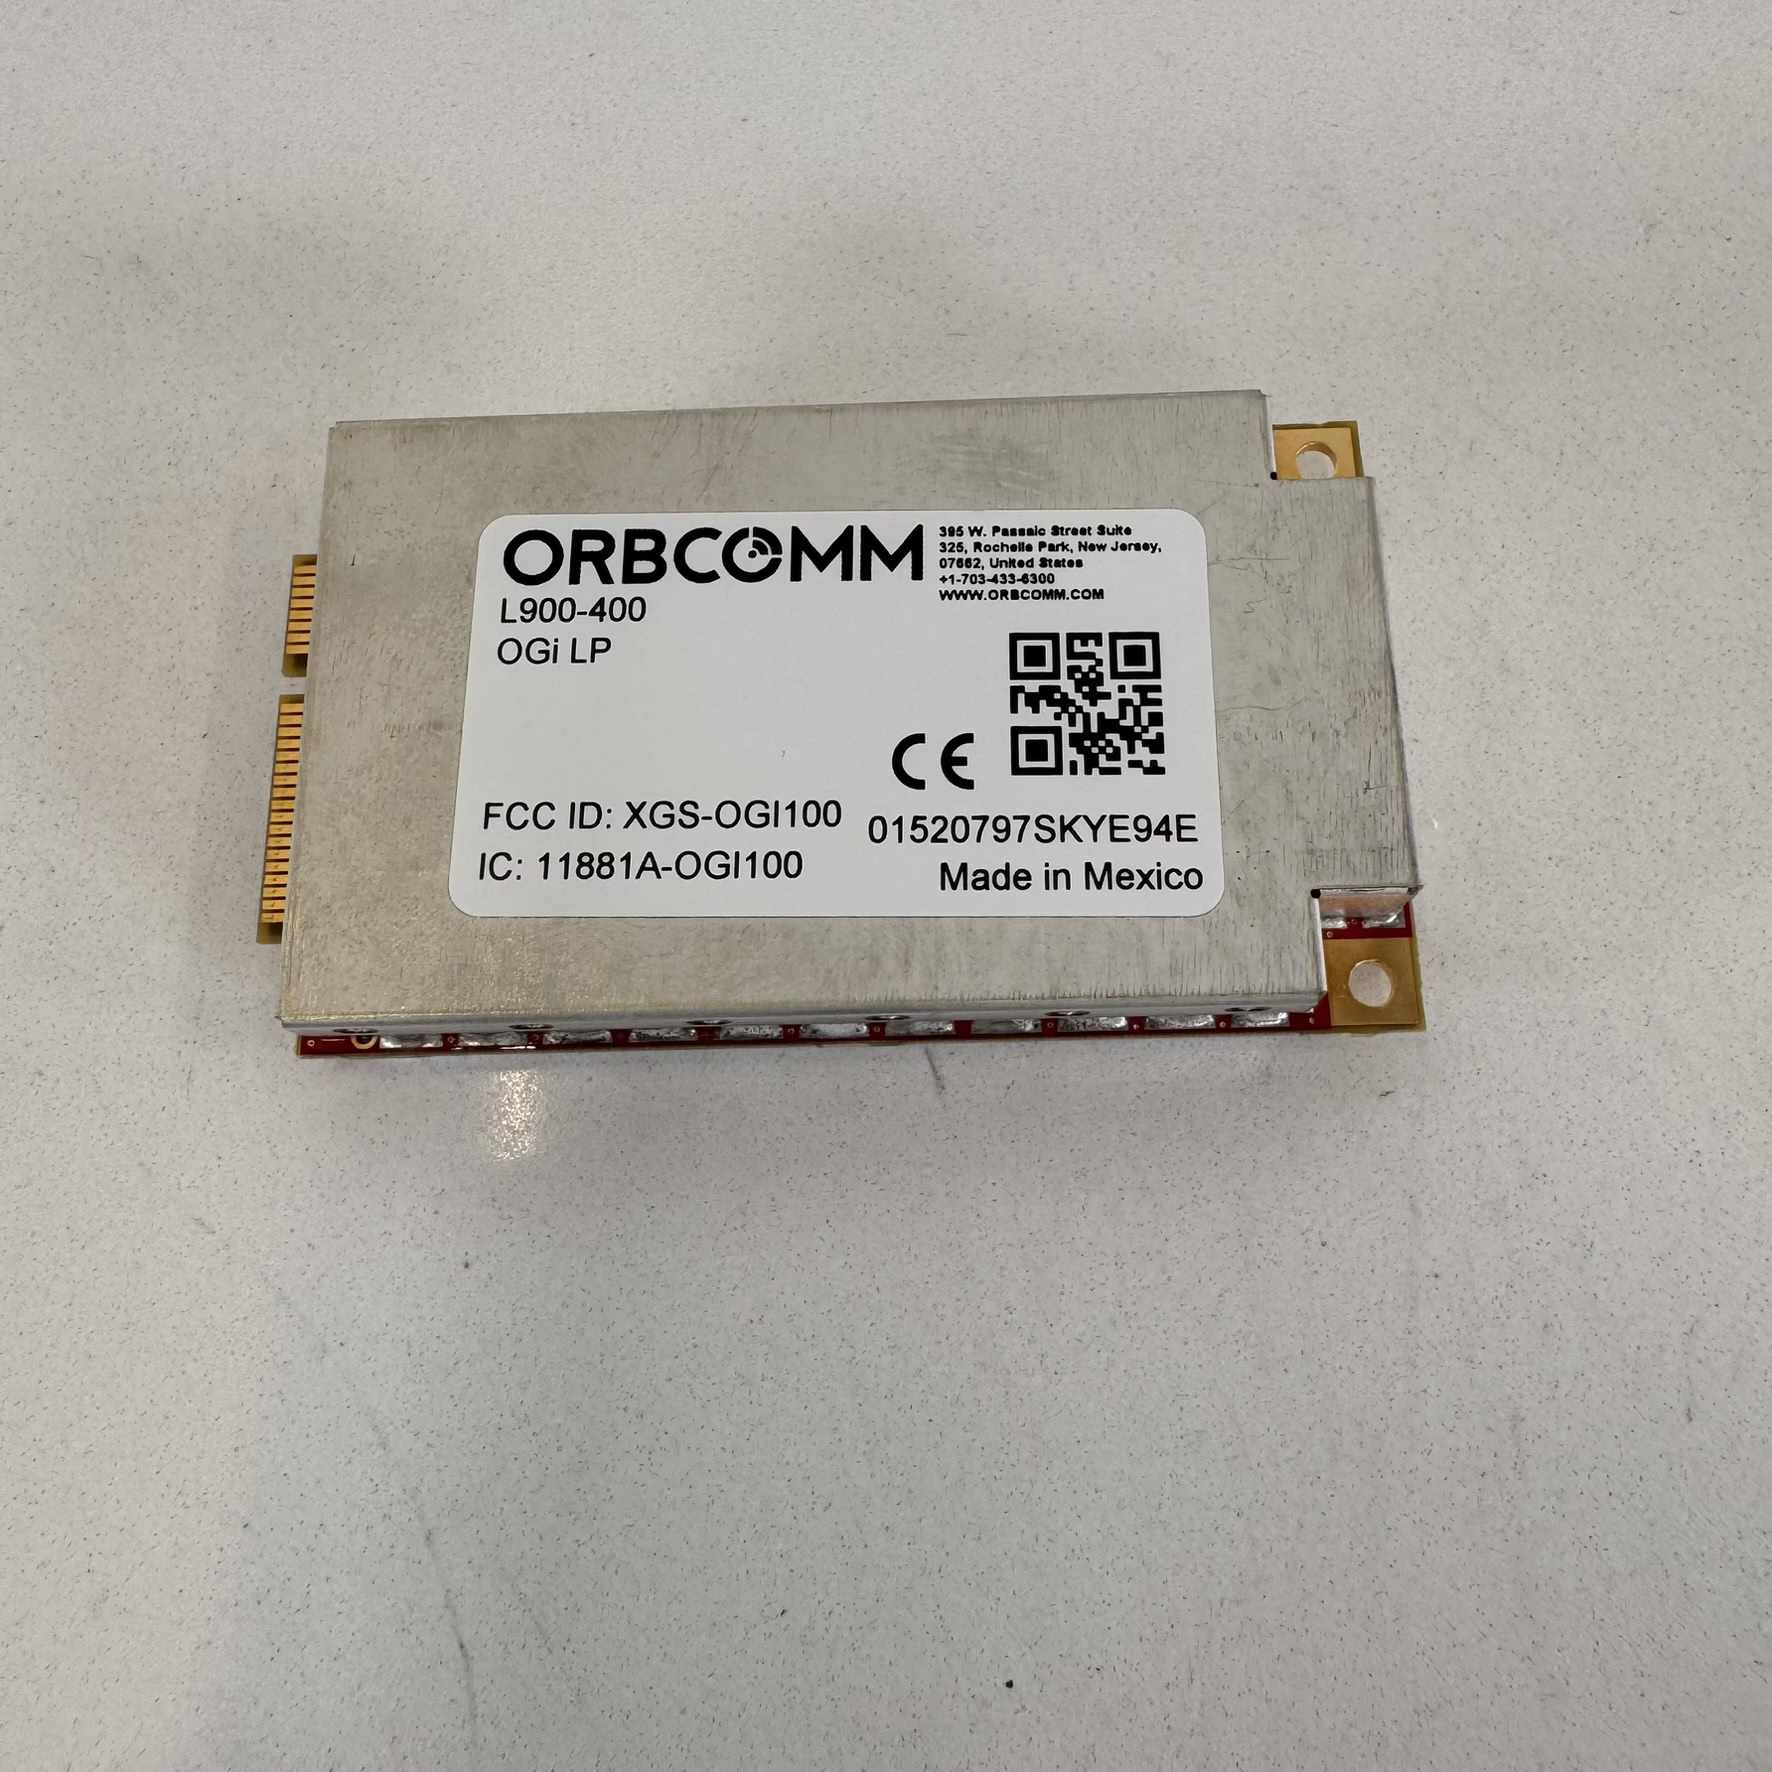 ORBCOMM
395 W. Passaic Street Suite
325, Rochelle Park, New Jersey,
07662, United States
+1-703-433-6300
WWW.ORBCOMM.COM
L900-400
OGi LP
CE
FCC ID: XGS-OGI100
01520797SKYE94E
IC: 11881A-OGI100
Made in Mexico